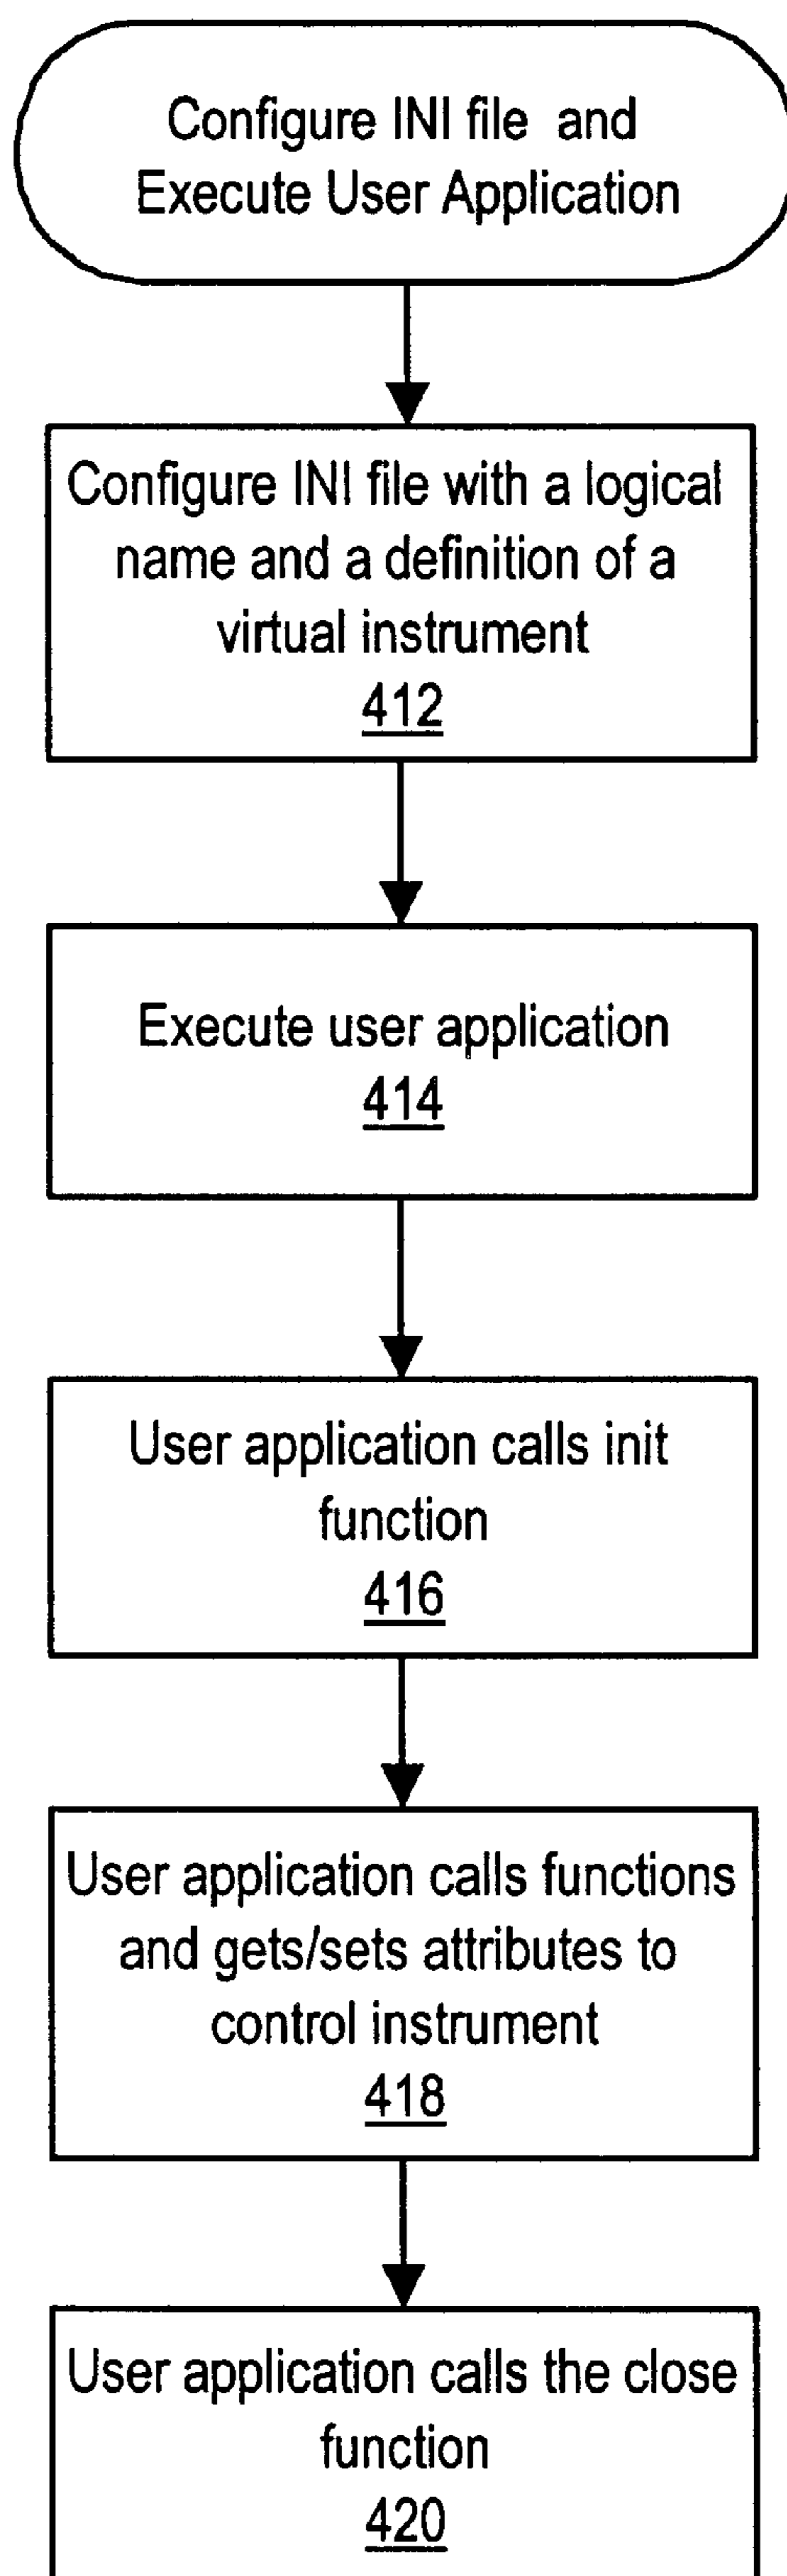 Configure INI file and
Execute User Application
Configure INI file with a logical
name and a definition of a
virtual instrument
412
Execute user application
414
User application calls init
function
416
User application calls functions
and gets/sets attributes to
control instrument
418
User application calls the close
function
420